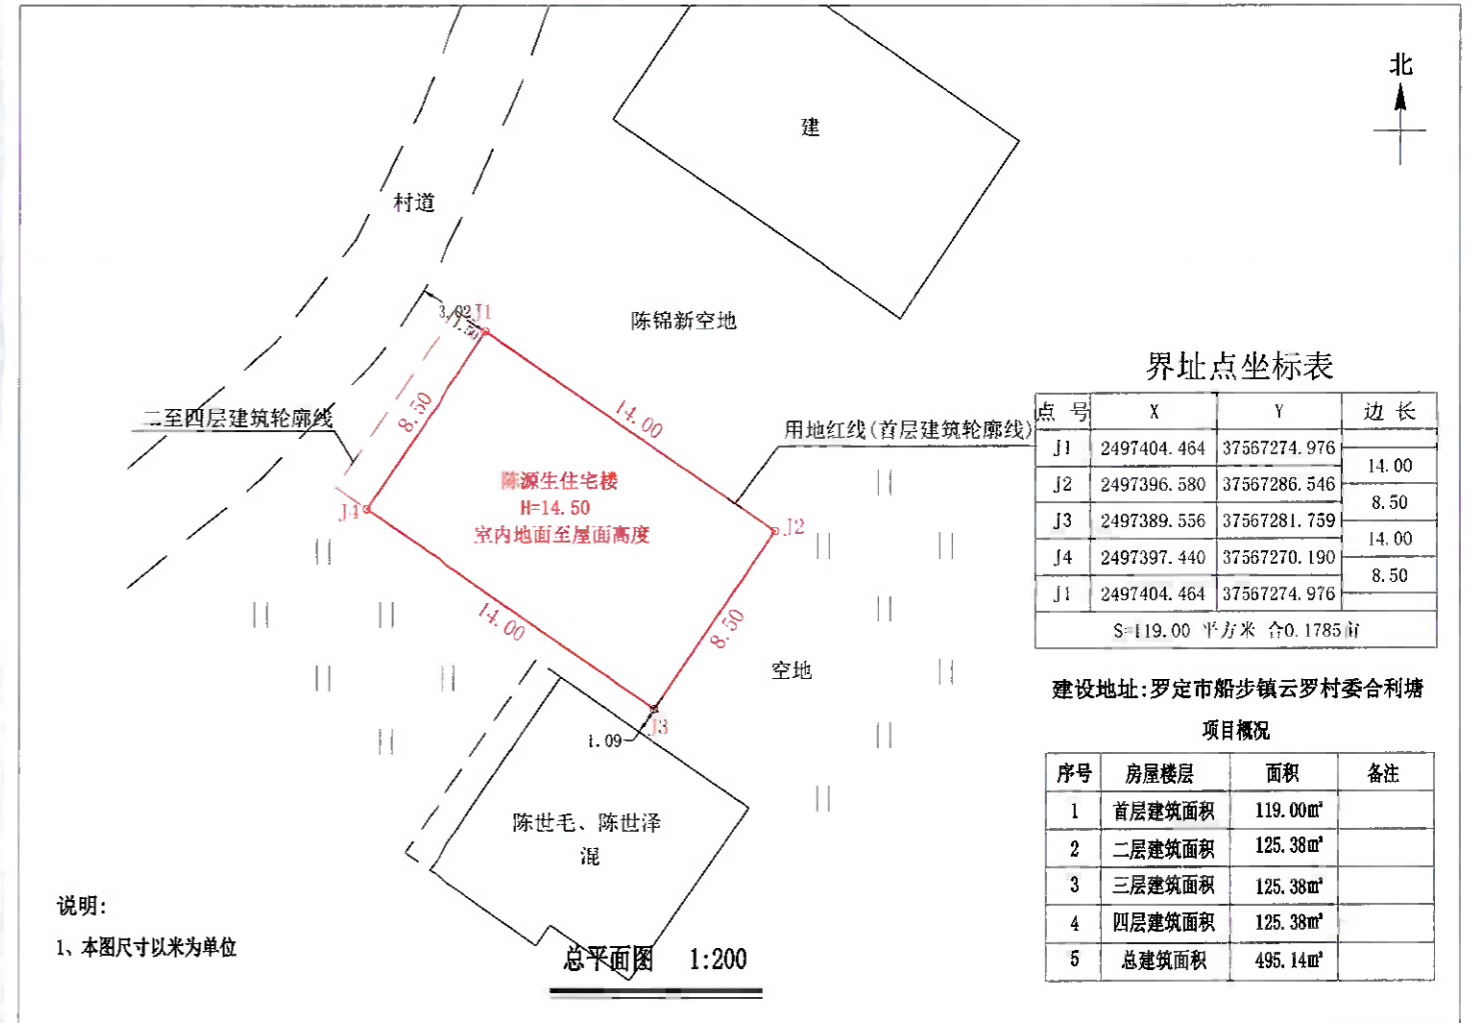 北
建
村道
3.02
J1
1.50
陈锦新空地
界址点坐标表
点 号 X Y 边 长
J1 2497404.464 37567274.976
14.00
J2 2497396.580 37567286.546
8.50
J3 2497389.556 37567281.759
14.00
J4 2497397.440 37567270.190
8.50
J1 2497404.464 37567274.976
S=119.00 平方米 合0.1785亩
二至四层建筑轮廓线
8.50
14.00
用地红线(首层建筑轮廓线)
陈源生住宅楼
H=14.50
室内地面至屋面高度
J4
J2
14.00
8.50
空地
J3
1.09
建设地址:罗定市船步镇云罗村委合利塘
项目概况
序号 房屋楼层 面积 备注
1 首层建筑面积 119.00㎡
2 二层建筑面积 125.38㎡
3 三层建筑面积 125.38㎡
4 四层建筑面积 125.38㎡
5 总建筑面积 495.14㎡
陈世毛、陈世泽
混
说明:
1、本图尺寸以米为单位
总平面图 1:200